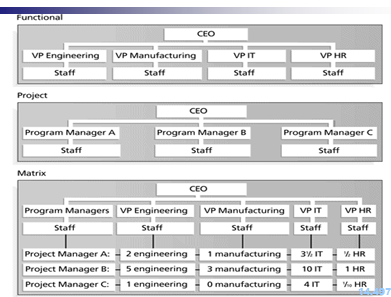 Functional
CEO
VP Engineering VP Manufacturing VP IT VP HR
Staff Staff Staff Staff
Project
CEO
Program Manager A Program Manager B Program Manager C
Staff Staff Staff
Matrix
CEO
Program Managers VP Engineering VP Manufacturing VP IT VP HR
Staff Staff Staff Staff Staff
Project Manager A: 2 engineering 1 manufacturing 3½ IT ½ HR
Project Manager B: 5 engineering 3 manufacturing 10 IT 1 HR
Project Manager C: 1 engineering 0 manufacturing 4 IT HR